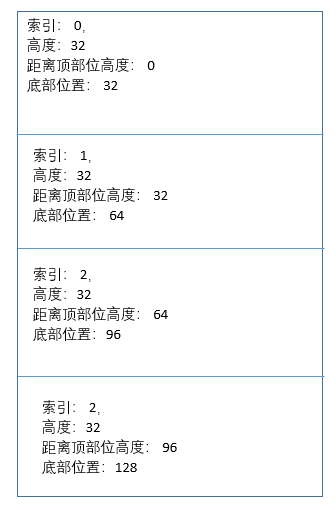 索引： 0,
高度：32
距离顶部位高度： 0
底部位置： 32
索引： 1,
高度：32
距离顶部位高度： 32
底部位置： 64
索引： 2,
高度：32
距离顶部位高度： 64
底部位置：96
索引： 2,
高度：32
距离顶部位高度： 96
底部位置：128